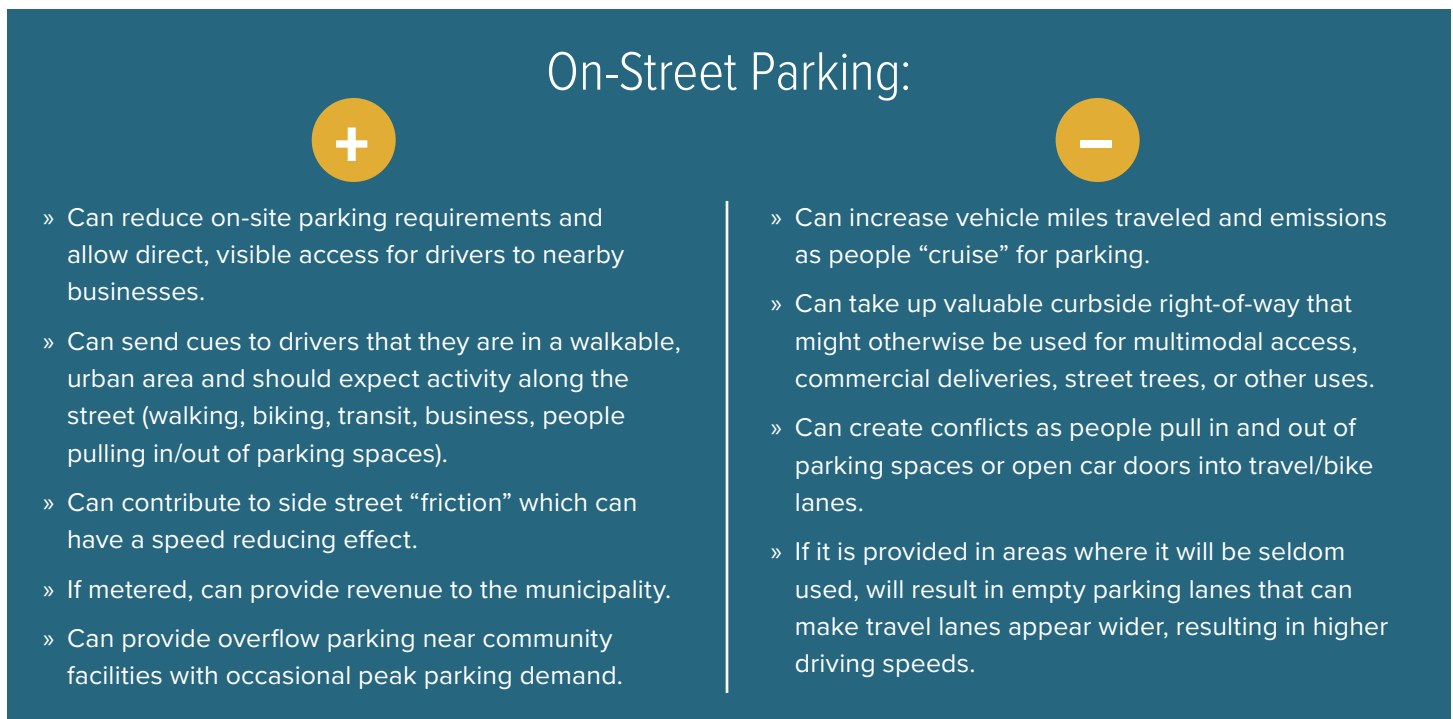 On-Street Parking:
+
» Can reduce on-site parking requirements and
allow direct, visible access for drivers to nearby
businesses.
» Can send cues to drivers that they are in a walkable,
urban area and should expect activity along the
street (walking, biking, transit, business, people
pulling in/out of parking spaces).
» Can contribute to side street “friction” which can
have a speed reducing effect.
» If metered, can provide revenue to the municipality.
» Can provide overflow parking near community
facilities with occasional peak parking demand.
–
» Can increase vehicle miles traveled and emissions
as people “cruise” for parking.
» Can take up valuable curbside right-of-way that
might otherwise be used for multimodal access,
commercial deliveries, street trees, or other uses.
» Can create conflicts as people pull in and out of
parking spaces or open car doors into travel/bike
lanes.
» If it is provided in areas where it will be seldom
used, will result in empty parking lanes that can
make travel lanes appear wider, resulting in higher
driving speeds.